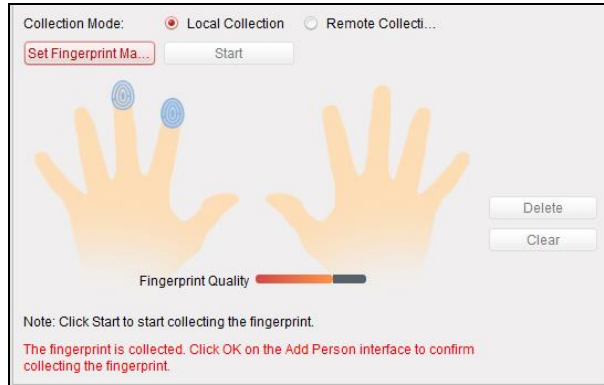 Collection Mode: Local Collection Remote Collecti...
Set Fingerprint Ma... Start
Delete
Clear
Fingerprint Quality
Note: Click Start to start collecting the fingerprint.
The fingerprint is collected. Click OK on the Add Person interface to confirm
collecting the fingerprint.